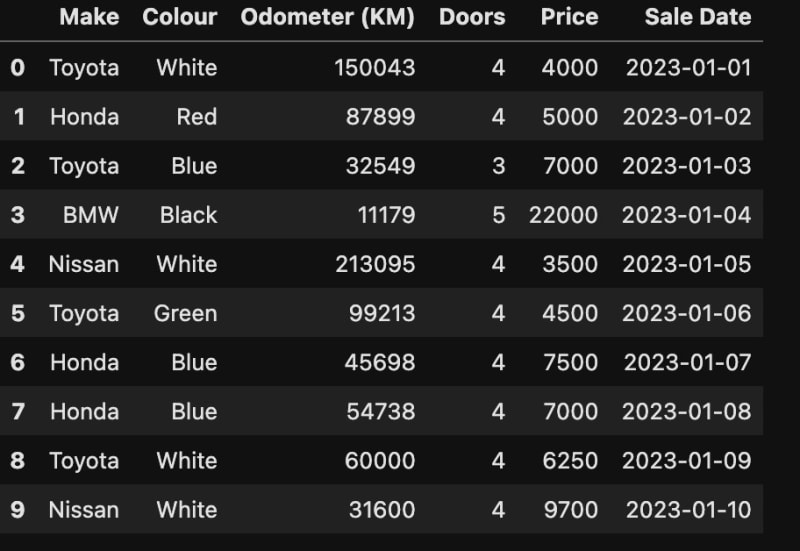 Make Colour Odometer (KM) Doors Price Sale Date
0 Toyota White 150043 4 4000 2023-01-01
1 Honda Red 87899 4 5000 2023-01-02
2 Toyota Blue 32549 3 7000 2023-01-03
3 BMW Black 11179 5 22000 2023-01-04
4 Nissan White 213095 4 3500 2023-01-05
5 Toyota Green 99213 4 4500 2023-01-06
6 Honda Blue 45698 4 7500 2023-01-07
7 Honda Blue 54738 4 7000 2023-01-08
8 Toyota White 60000 4 6250 2023-01-09
9 Nissan White 31600 4 9700 2023-01-10